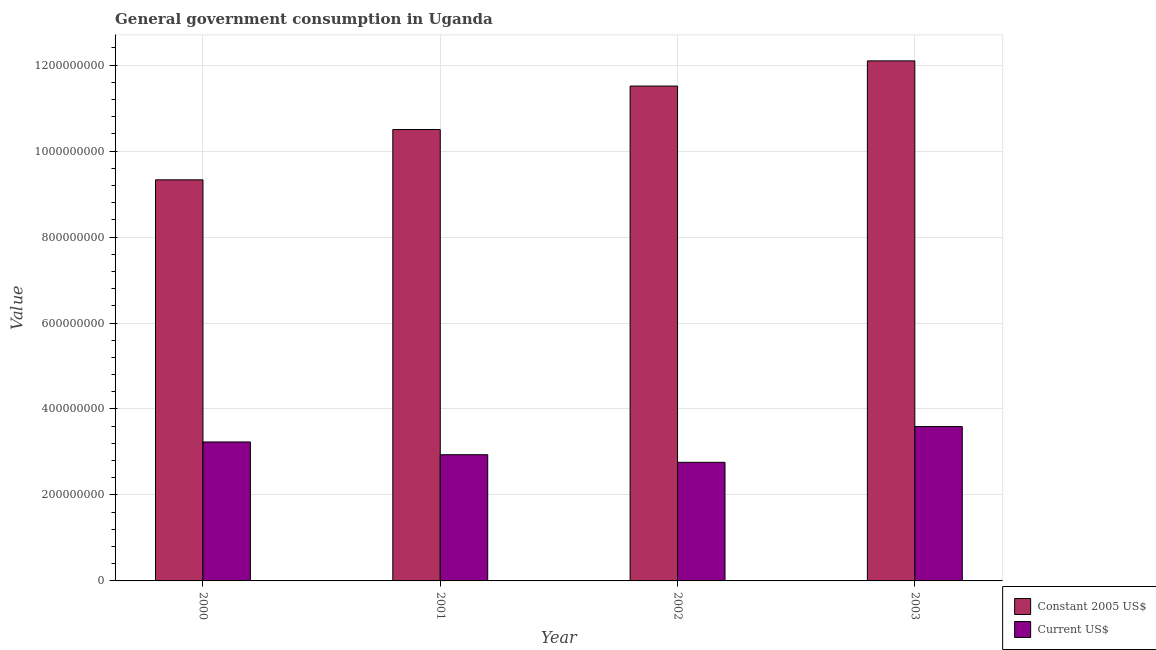 General government consumption in Uganda
Value
1200000000
1000000000
800000000
600000000
400000000
200000000
0
2000
2001
2002
2003
Year
Constant 2005 US$
Current US$